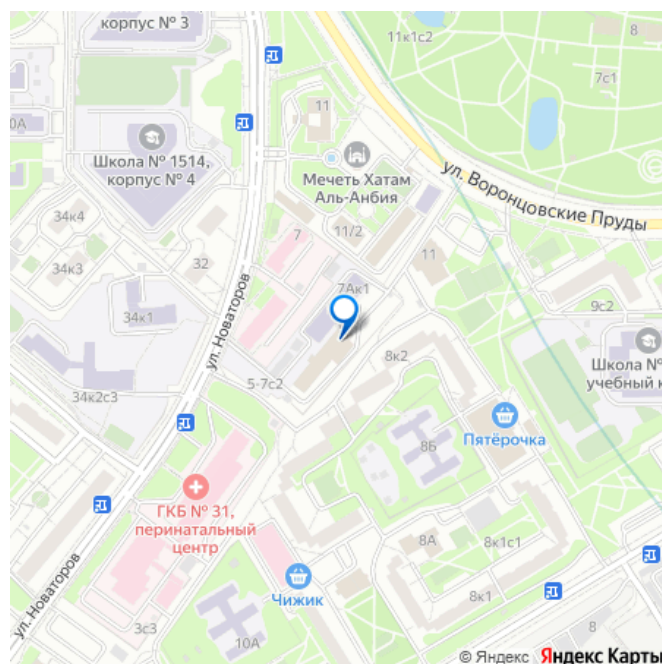 корпус № 3
11к1с2
8
7с1
10А
11
Школа № 1514,
корпус № 4
Мечеть Хатам
Аль-Анбия
ул. Воронцовские Пруды
34к4
34к3
32
7
11/2
11
ул. Новаторов
7Ак1
9с2
34к1
8к2
Школа №
учебный к
34к2с3
5-7с2
Пятёрочка
8Б
ГКБ № 31,
перинатальный
центр
8А
8к1с1
Чижик
8к1
ул. Новаторов
3с3
10А
8
© Яндекс Яндекс Карты